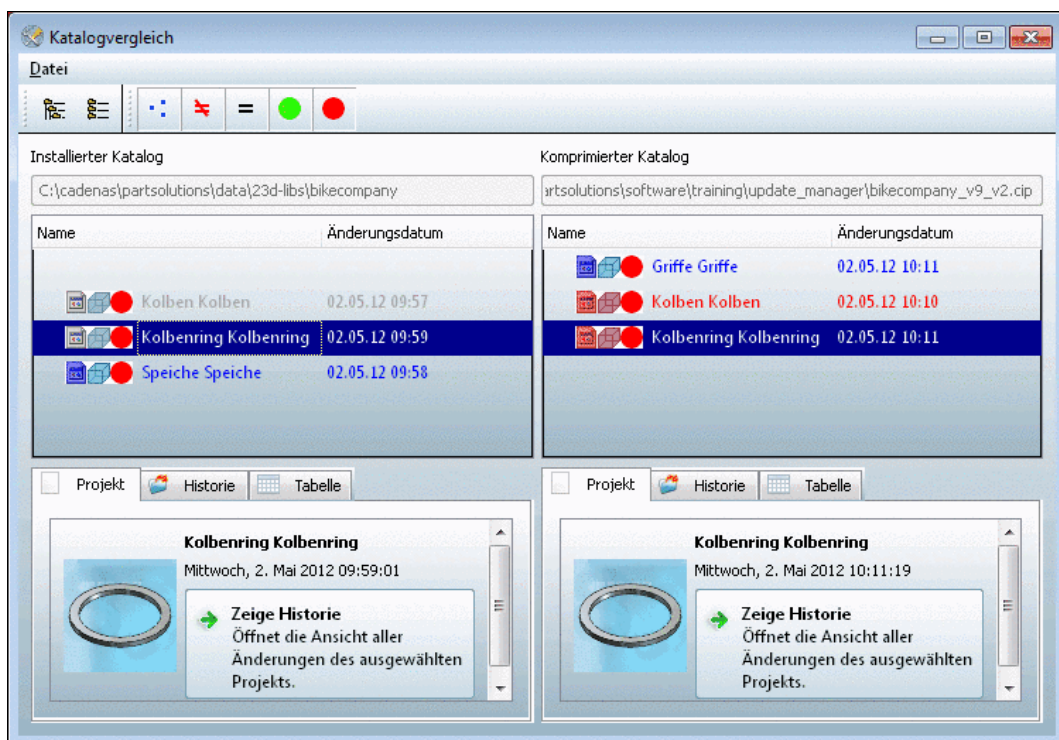 Katalogvergleich
Datei
Installierter Katalog
Komprimierter Katalog
C:\cadenas\partsolutions\data\23d-libs\bikecompany
artsolutions\software\training\update_manager\bikecompany_v9_v2.cip
Name Änderungsdatum
Name Änderungsdatum
Griffe Griffe 02.05.12 10:11
Kolben Kolben 02.05.12 09:57
Kolben Kolben 02.05.12 10:10
Kolbenring Kolbenring 02.05.12 09:59
Kolbenring Kolbenring 02.05.12 10:11
Speiche Speiche 02.05.12 09:58
Projekt Historie Tabelle
Projekt Historie Tabelle
Kolbenring Kolbenring
Mittwoch, 2. Mai 2012 09:59:01
Zeige Historie
Öffnet die Ansicht aller
Änderungen des ausgewählten
Projekts.
Kolbenring Kolbenring
Mittwoch, 2. Mai 2012 10:11:19
Zeige Historie
Öffnet die Ansicht aller
Änderungen des ausgewählten
Projekts.